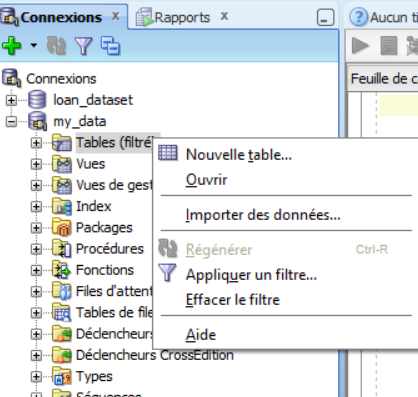 Connexions x Rapports x
Aucun ti
Connexions
Feuille de c
loan_dataset
my_data
Tables (filtré
Nouvelle table...
Vues
Ouvrir
Vues de gest
Index
Importer des données...
Packages
Procédures
Régénérer Ctrl-R
Fonctions
Appliquer un filtre...
Files d'attent
Effacer le filtre
Tables de file
Déclencheurs
Aide
Déclencheurs CrossEdition
Types
Séquences